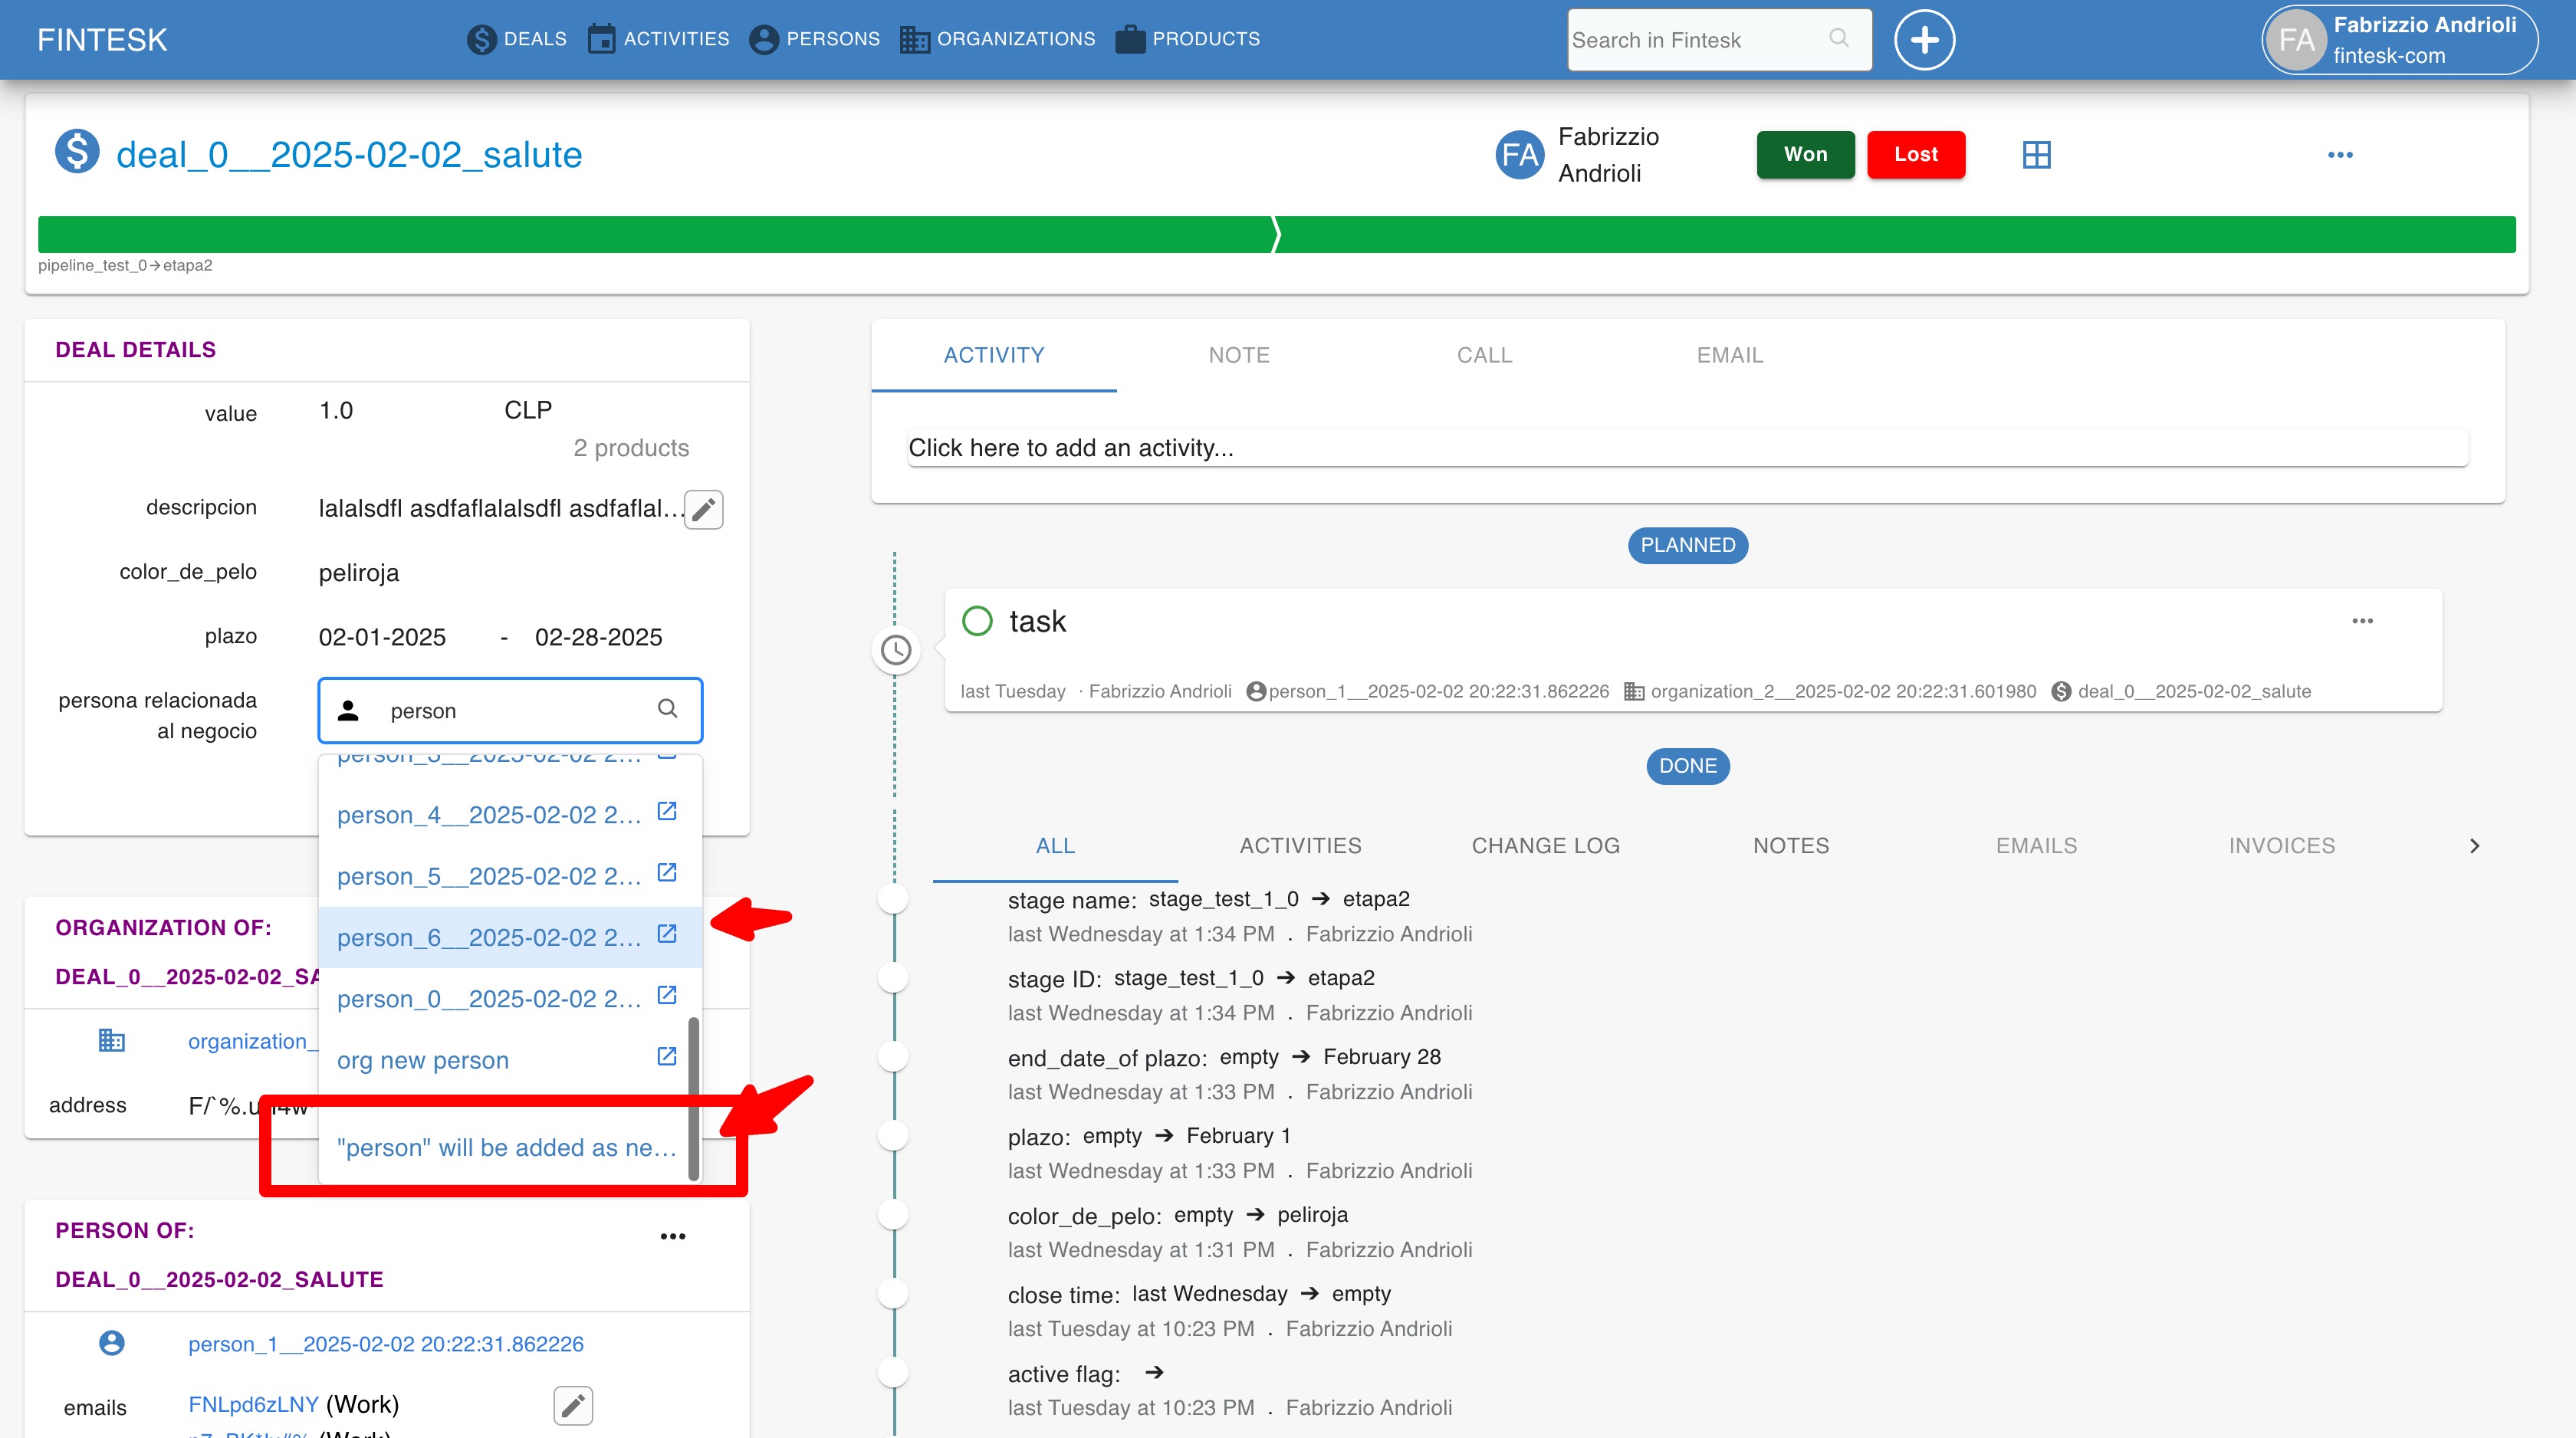 FINTESK
DEALS
ACTIVITIES
PERSONS
ORGANIZATIONS
PRODUCTS
Search in Fintesk
FA
Fabrizzio Andrioli
fintesk-com
deal_0__2025-02-02_salute
FA
Fabrizzio
Andrioli
Won
Lost
pipeline_test_0→etapa2
DEAL DETAILS
value 1.0 CLP
2 products
descripcion lalalsdfl asdfaflalalsdfl asdfaflal...
color_de_pelo peliroja
plazo 02-01-2025 - 02-28-2025
persona relacionada
al negocio
person
person_4__2025-02-02 2...
person_5__2025-02-02 2...
person_6__2025-02-02 2...
person_0__2025-02-02 2...
org new person
"person" will be added as ne...
ORGANIZATION OF:
DEAL_0__2025-02-02_SA
organization_
address
PERSON OF:
DEAL_0__2025-02-02_SALUTE
person_1__2025-02-02 20:22:31.862226
emails FNLpd6zLNY (Work)
ACTIVITY
NOTE
CALL
EMAIL
Click here to add an activity...
PLANNED
task
last Tuesday · Fabrizzio Andrioli person_1__2025-02-02 20:22:31.862226 organization_2__2025-02-02 20:22:31.601980 deal_0__2025-02-02_salute
DONE
ALL
ACTIVITIES
CHANGE LOG
NOTES
EMAILS
INVOICES
stage name: stage_test_1_0 → etapa2
last Wednesday at 1:34 PM . Fabrizzio Andrioli
stage ID: stage_test_1_0 → etapa2
last Wednesday at 1:34 PM . Fabrizzio Andrioli
end_date_of plazo: empty → February 28
last Wednesday at 1:33 PM . Fabrizzio Andrioli
plazo: empty → February 1
last Wednesday at 1:33 PM . Fabrizzio Andrioli
color_de_pelo: empty → peliroja
last Wednesday at 1:31 PM . Fabrizzio Andrioli
close time: last Wednesday → empty
last Tuesday at 10:23 PM . Fabrizzio Andrioli
active flag: →
last Tuesday at 10:23 PM . Fabrizzio Andrioli